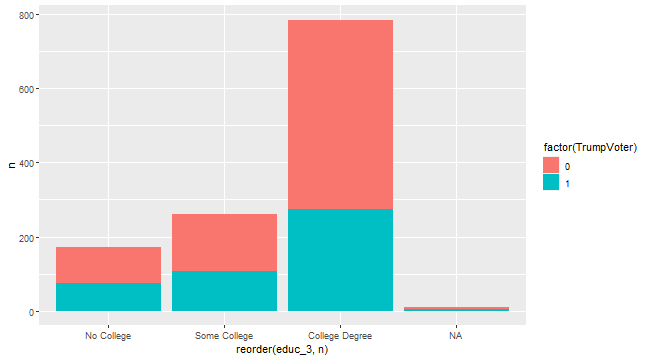 800
600
400
200
0
n
No College
Some College
College Degree
NA
reorder(educ_3, n)
factor(TrumpVoter)
0
1